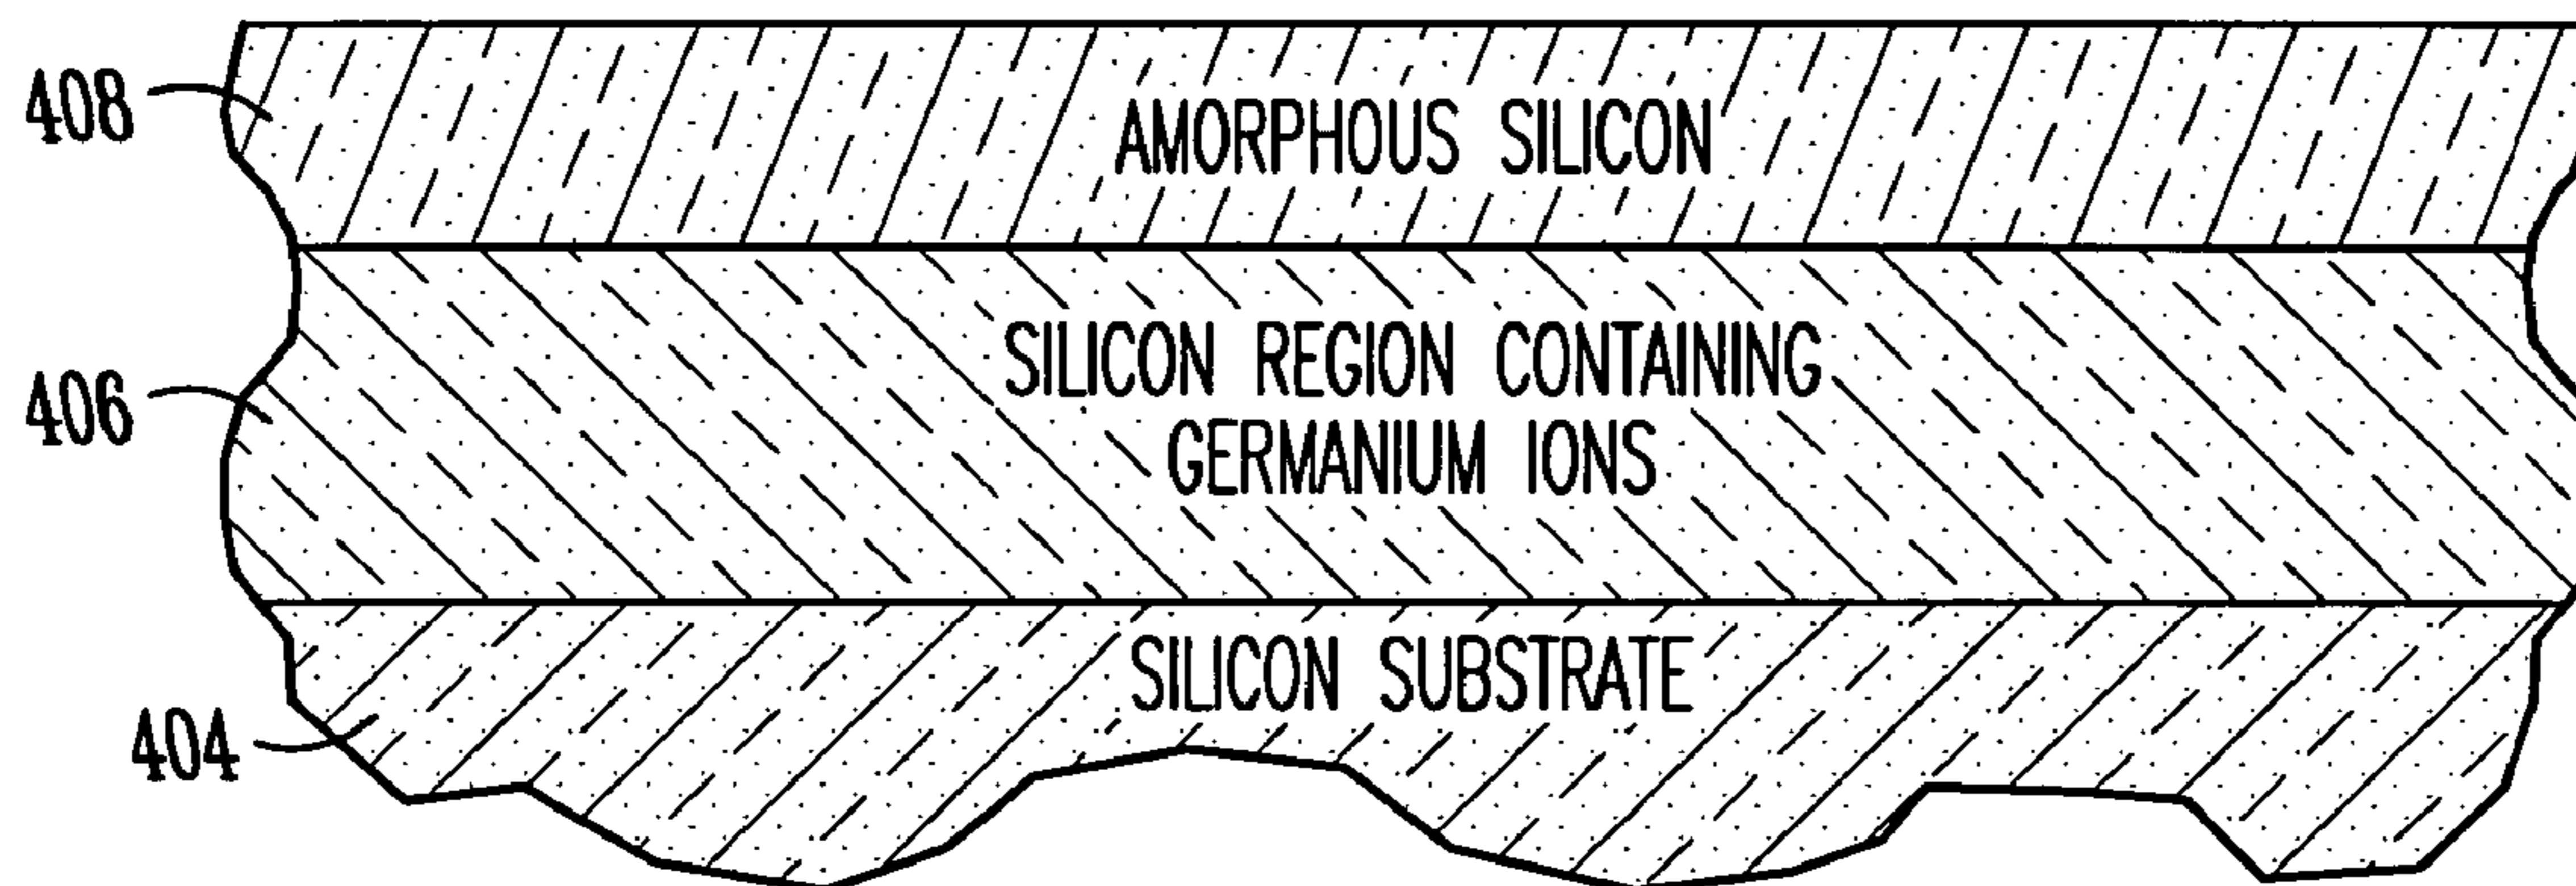 408
AMORPHOUS SILICON
406
SILICON REGION CONTAINING
GERMANIUM IONS
404
SILICON SUBSTRATE